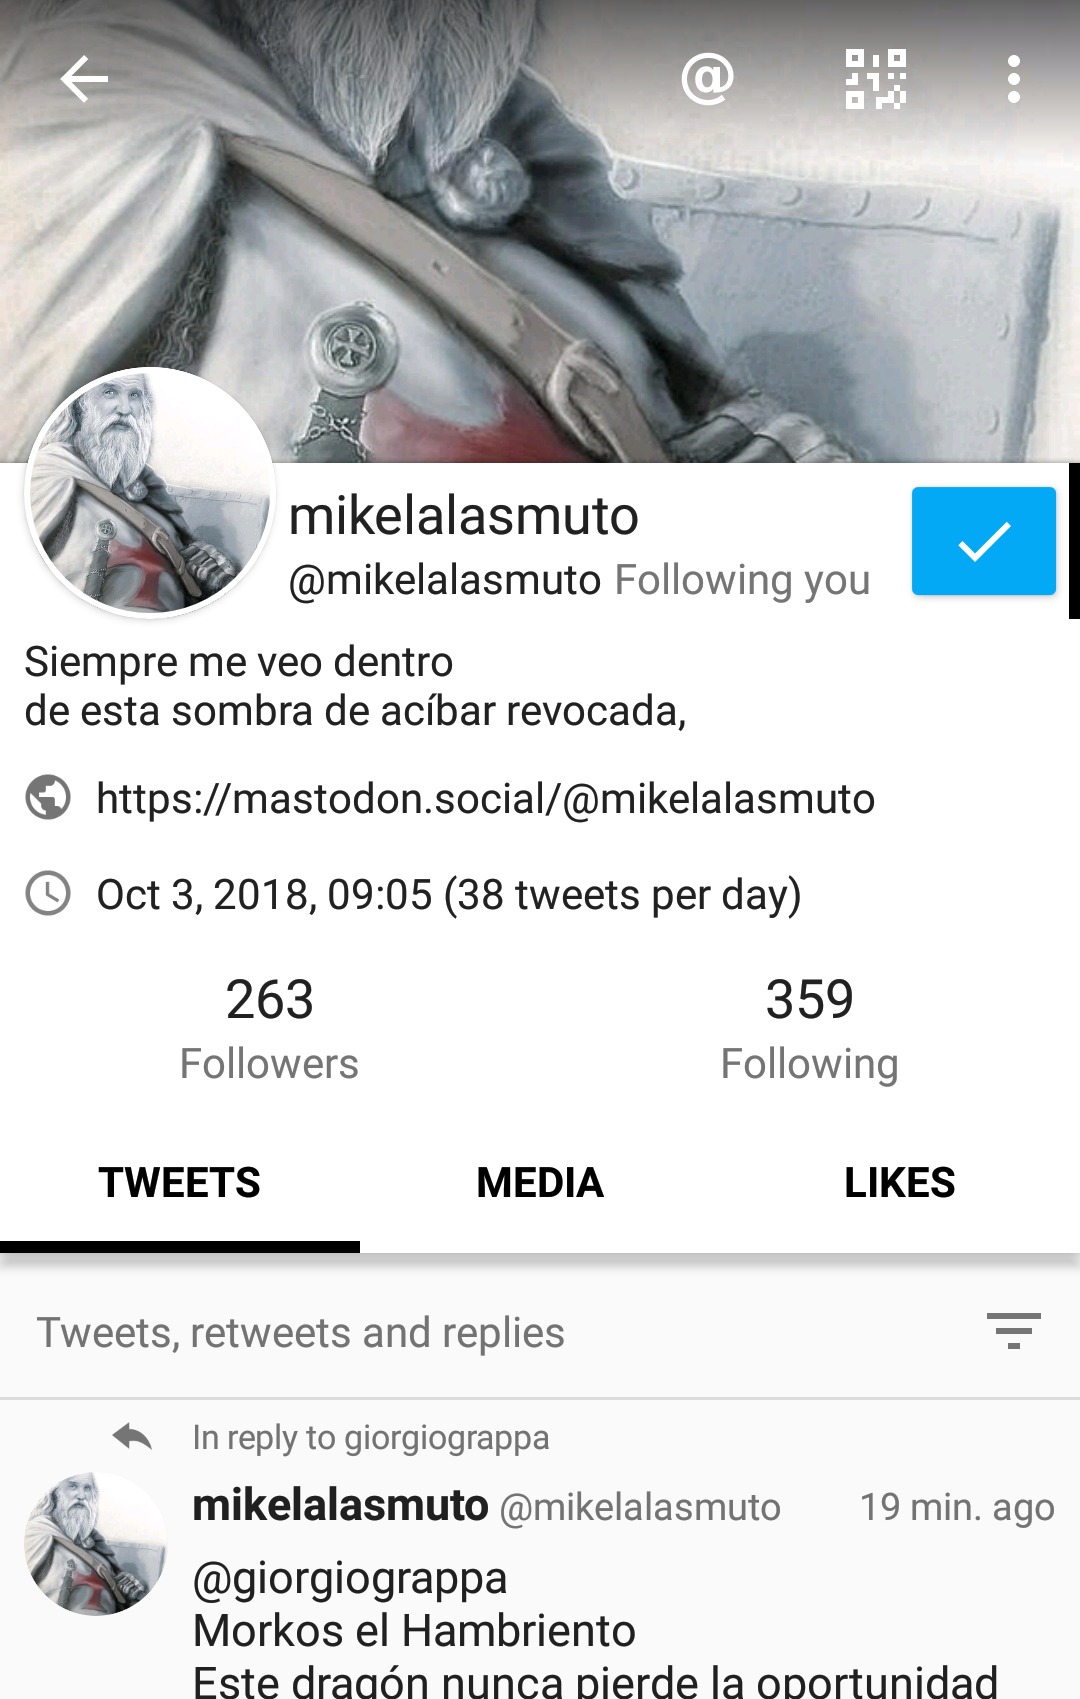 @
mikelalasmuto
@mikelalasmuto Following you
Siempre me veo dentro
de esta sombra de acíbar revocada,
https://mastodon.social/@mikelalasmuto
Oct 3, 2018, 09:05 (38 tweets per day)
263 359
Followers Following
TWEETS MEDIA LIKES
Tweets, retweets and replies
In reply to giorgiograppa
mikelalasmuto @mikelalasmuto 19 min. ago
@giorgiograppa
Morkos el Hambriento
Este dragón nunca pierde la oportunidad